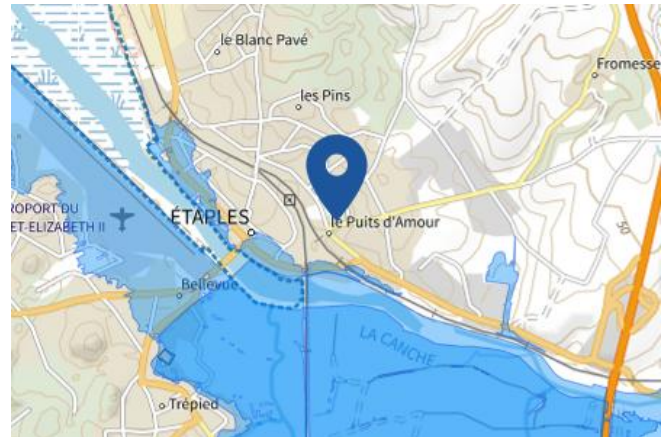 le Blanc Pavé
Fromesse
les Pins
ROPORT DU
ET-ELIZABETH II
ÉTAPLES
le Puits d'Amour
50
Bellevue
LA CANCHE
Trépied